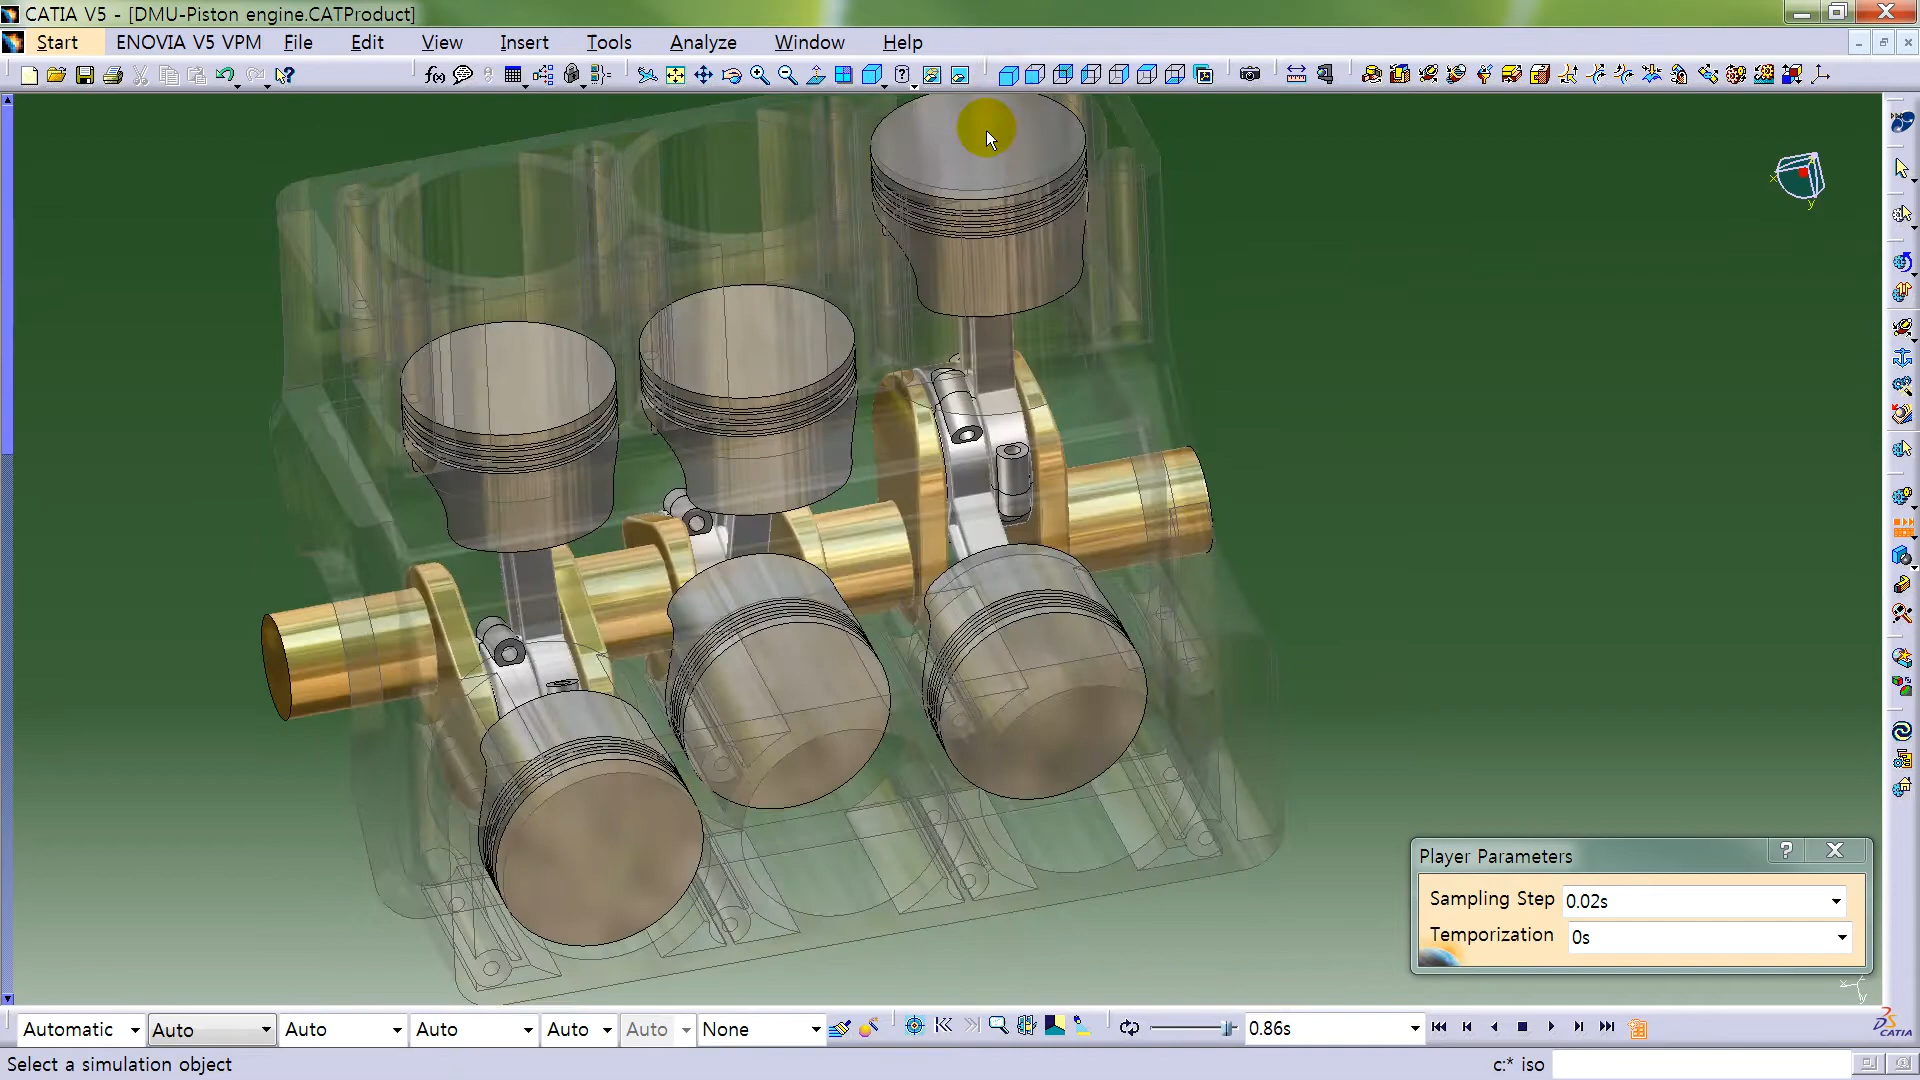 CATIA V5 - [DMU-Piston engine.CATProduct]
Start ENOVIA V5 VPM File Edit View Insert Tools Analyze Window Help
f(x)
x
y
Player Parameters
Sampling Step 0.02s
Temporization 0s
Automatic Auto Auto Auto Auto Auto None 0.86s
CATIA
Select a simulation object c:* iso